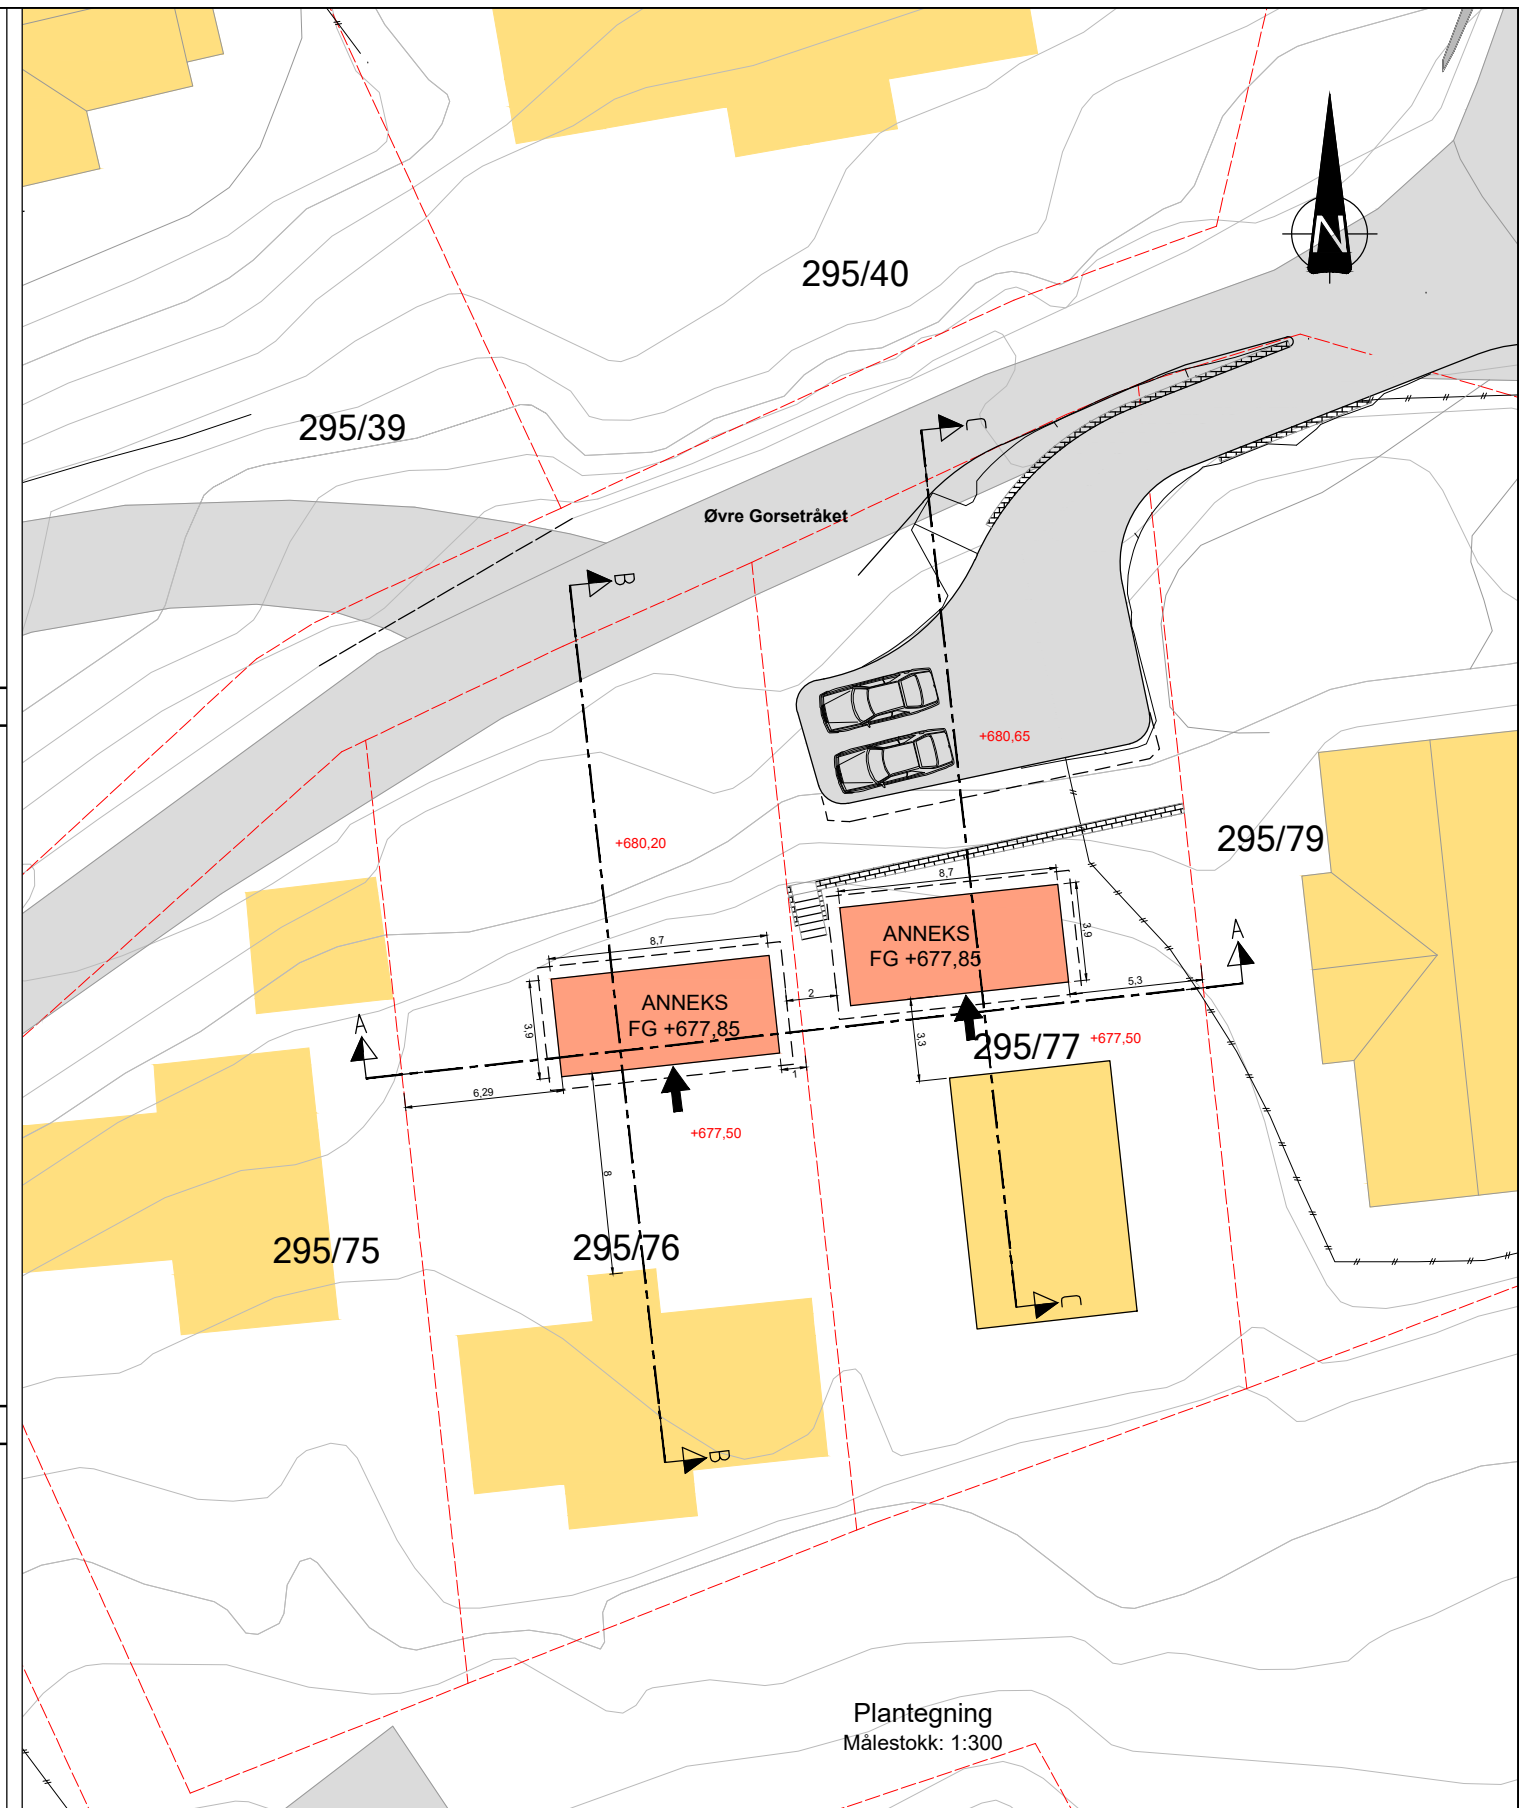 N
295/40
295/39
C
Øvre Gorsetråket
B
+680,65
+680,20
295/79
8,7
3,9
ANNEKS
FG +677,85
A
8,7
2
5,3
3,9
ANNEKS
FG +677,85
A
3,3
295/77
+677,50
1
6,29
+677,50
8
295/75
295/76
C
B
Plantegning
Målestokk: 1:300